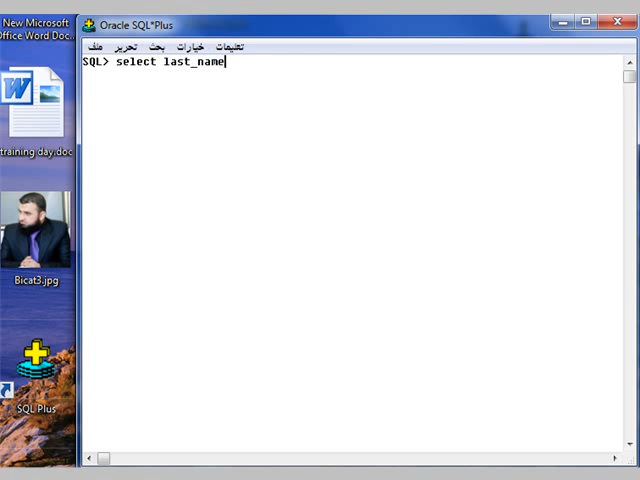 New Microsoft
Office Word Doc...
training day.doc
Bicat3.jpg
SQL Plus
Oracle SQL*Plus
ملف تحرير بحث خيارات تعليمات
SQL> select last_name